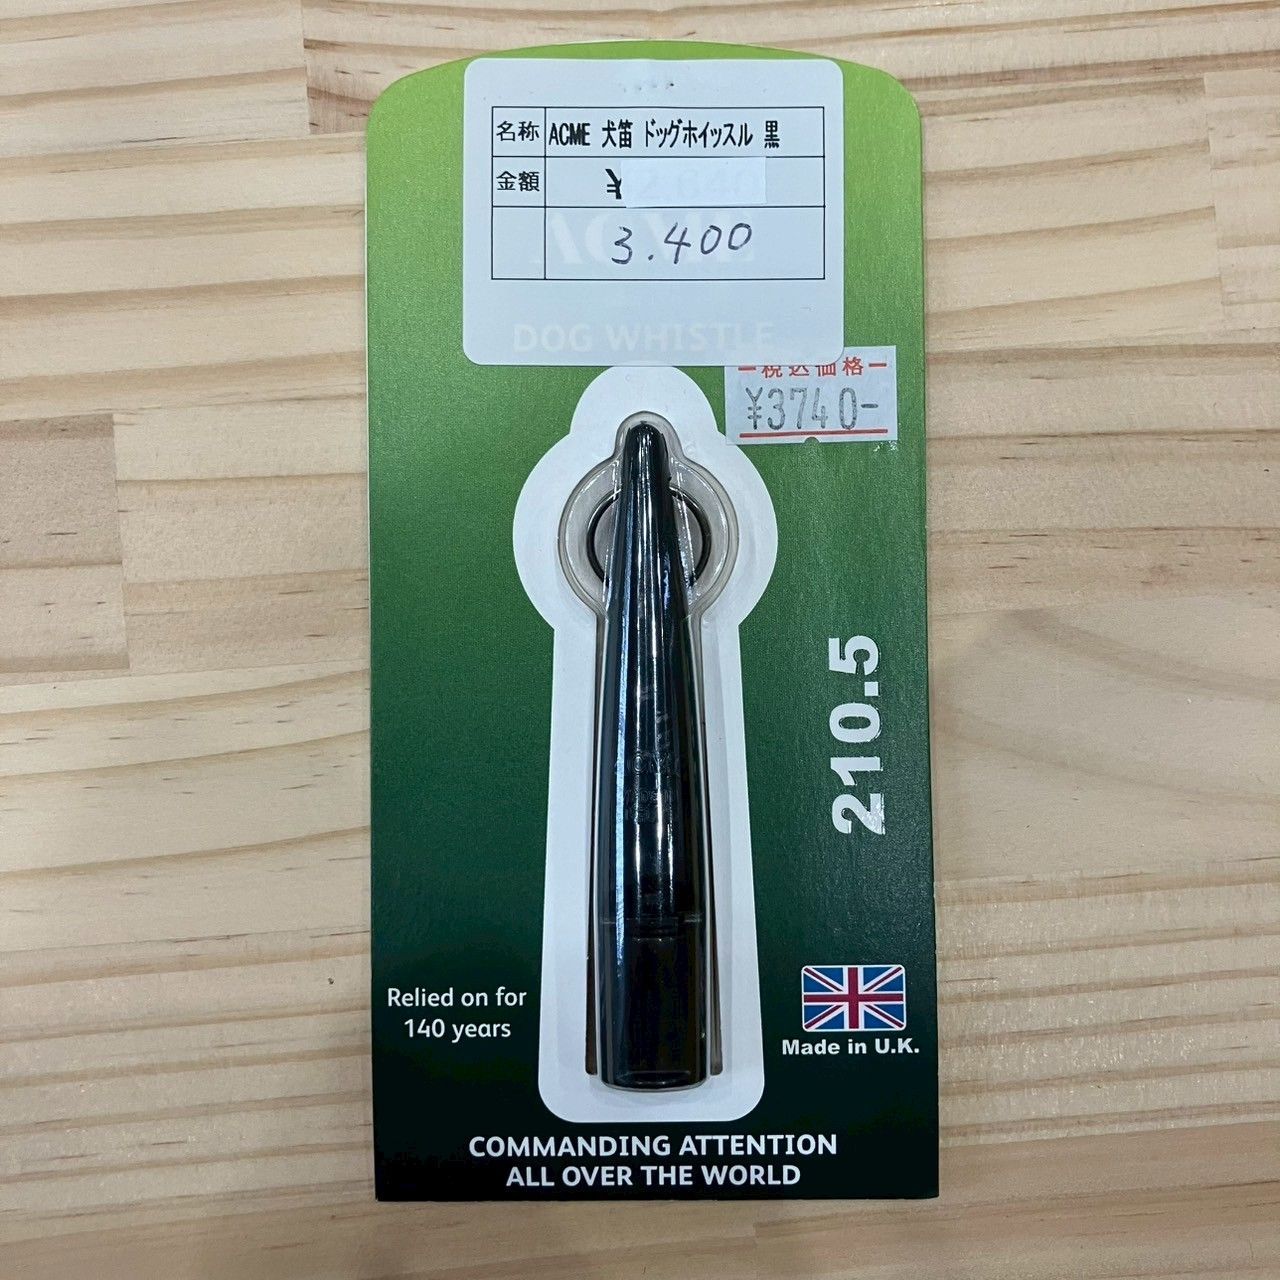 名称 ACME 犬笛 ドッグホイッスル 黒
金額 ¥
3.400
DOG WHISTLE
税込価格
¥3740-
210.5
Relied on for
140 years
Made in U.K.
COMMANDING ATTENTION
ALL OVER THE WORLD